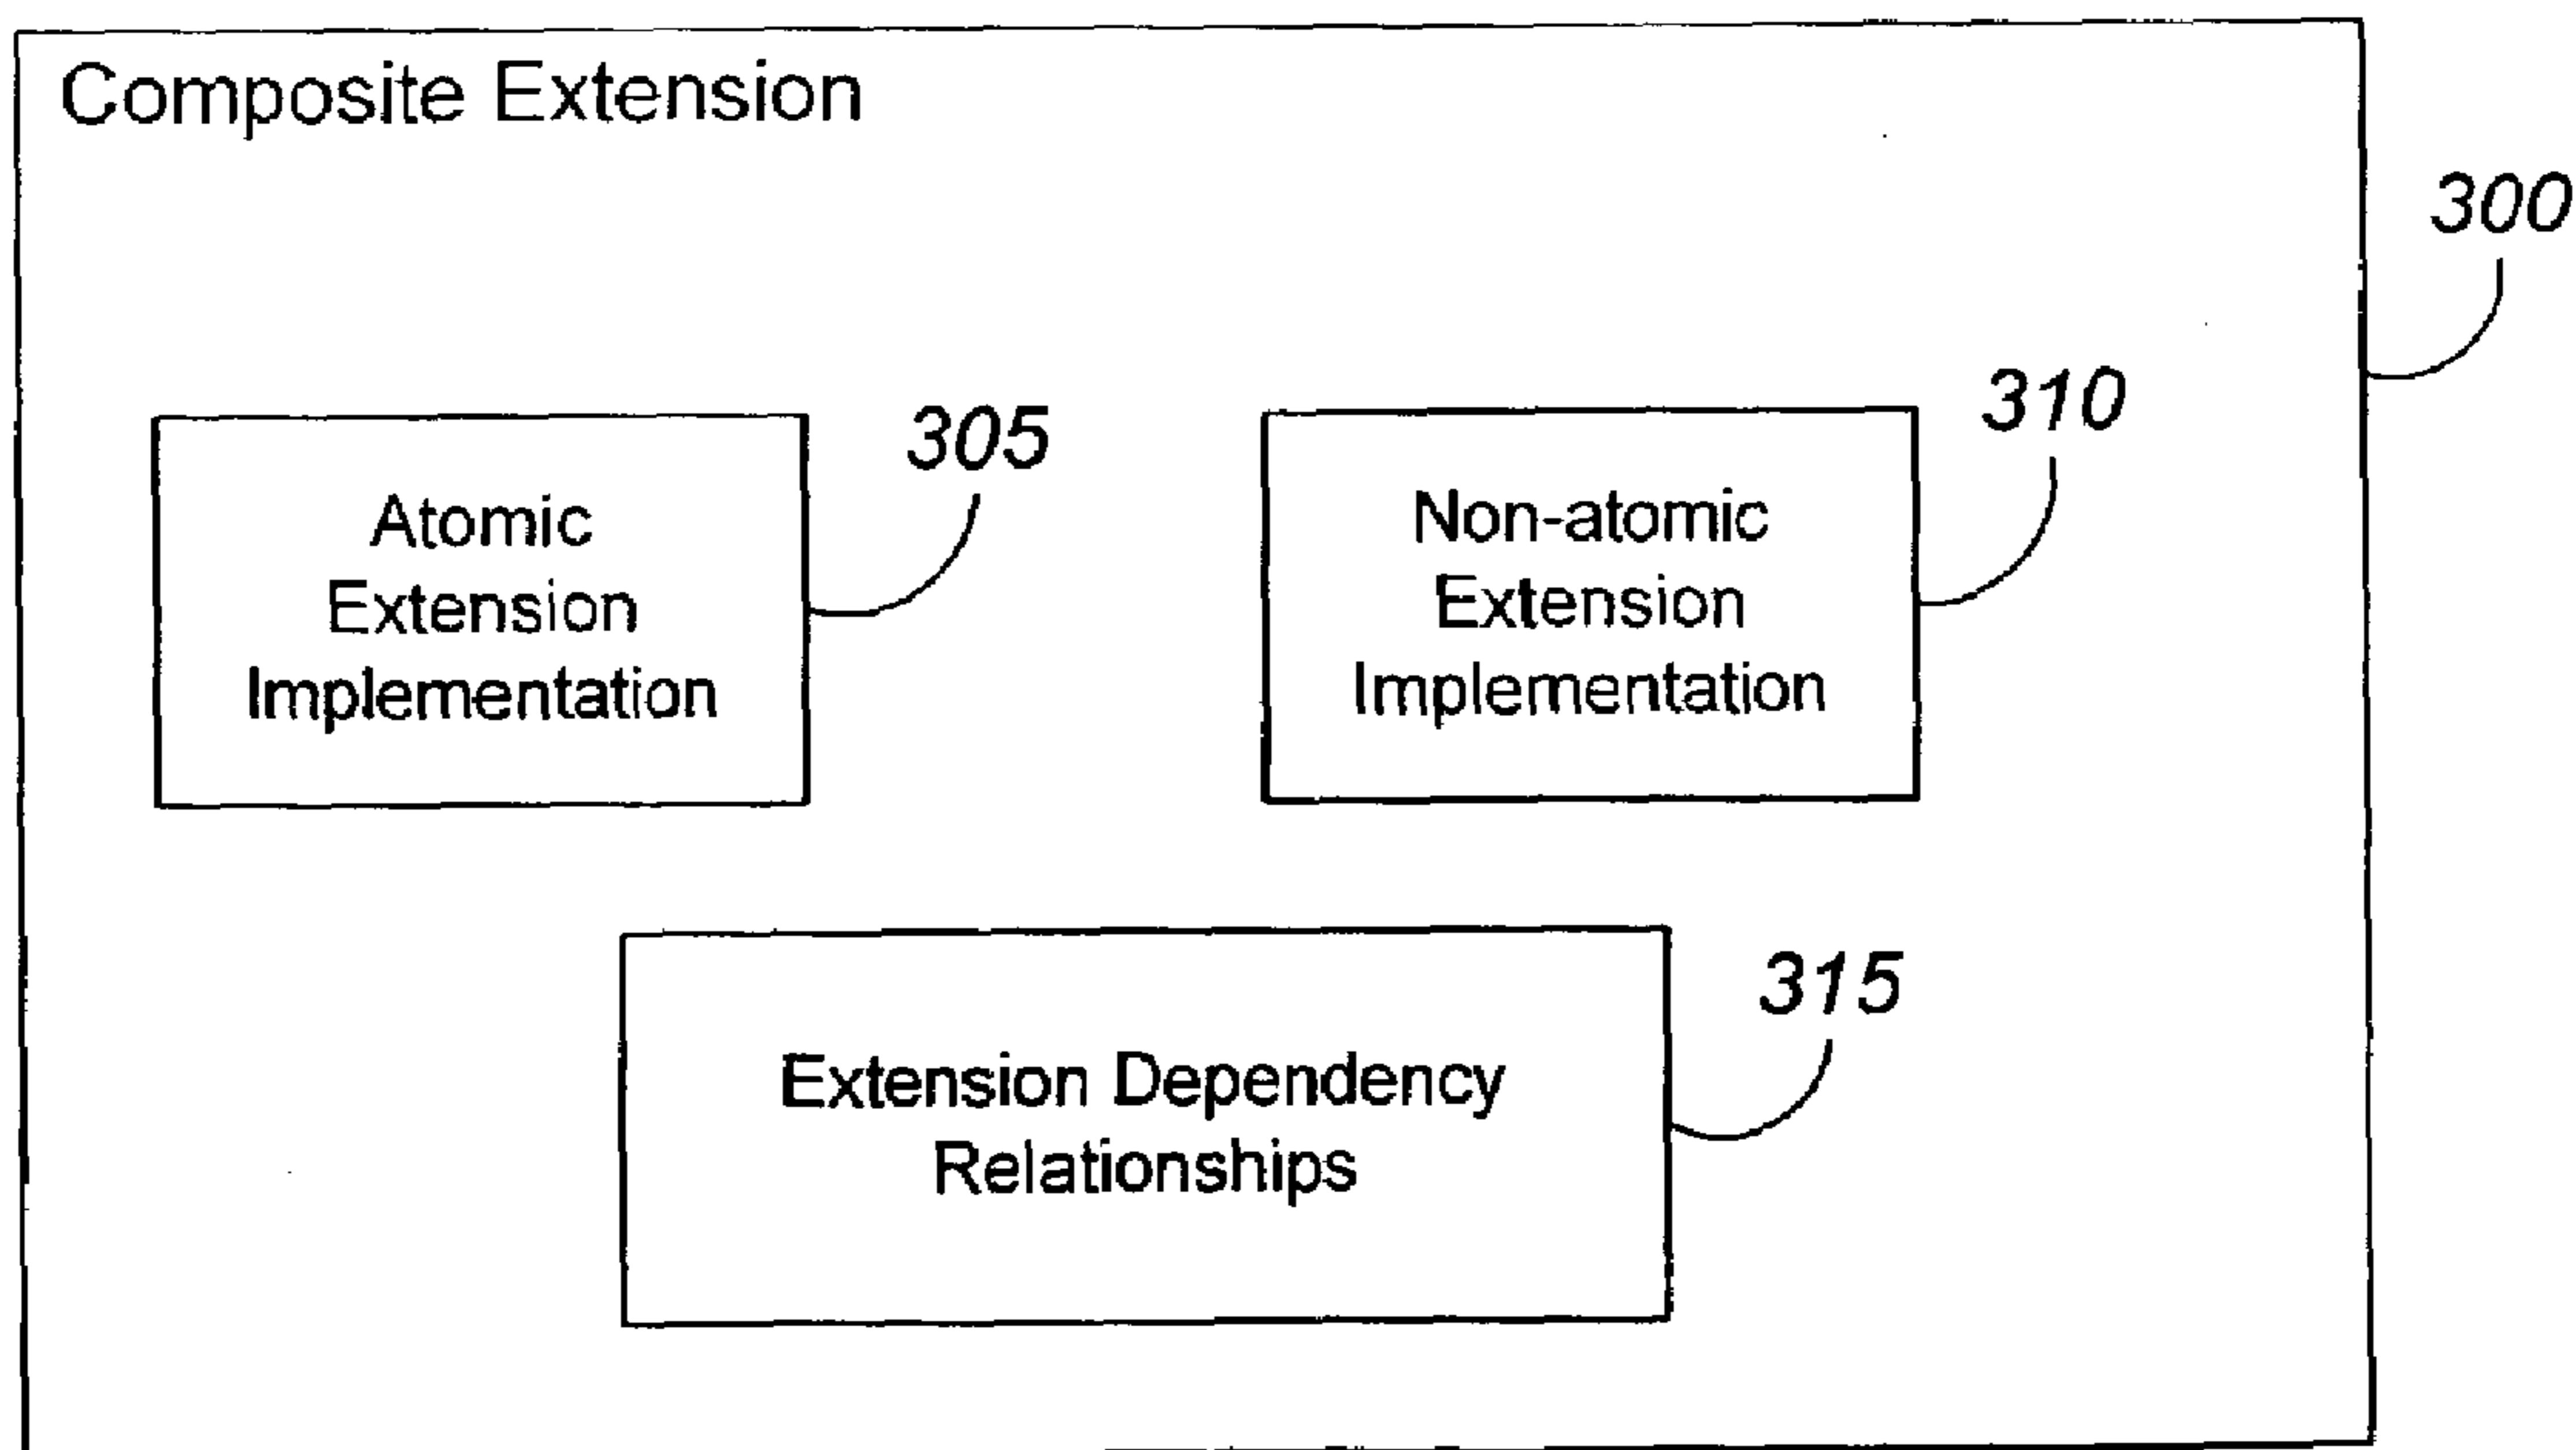 Composite Extension
300
305
310
Atomic
Extension
Implementation
Non-atomic
Extension
Implementation
315
Extension Dependency
Relationships